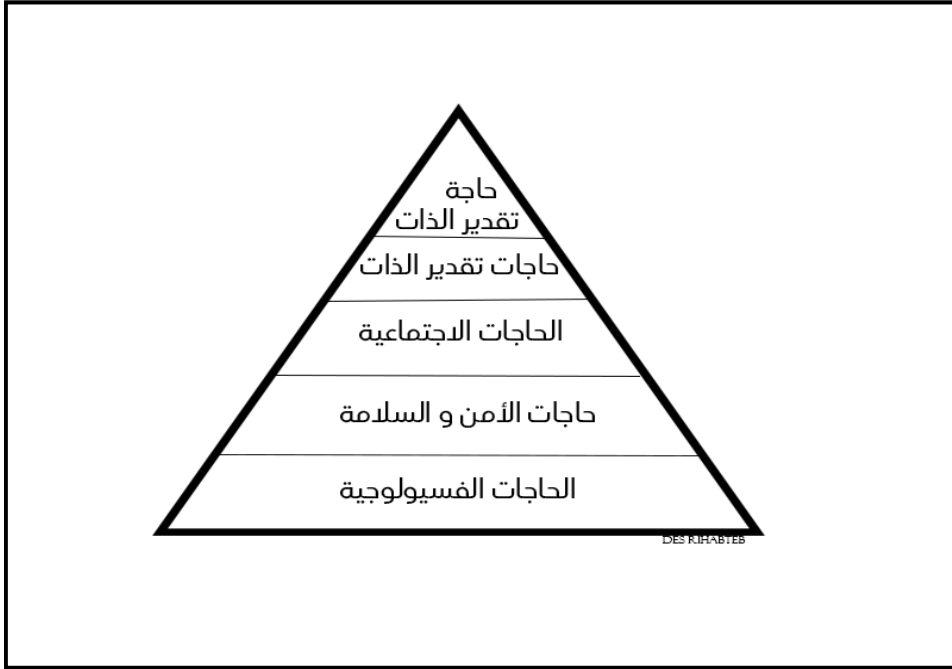 حاجة
تقدير الذات
حاجات تقدير الذات
الحاجات الاجتماعية
حاجات الأمن و السلامة
الحاجات الفسيولوجية
DES RIHABTEB